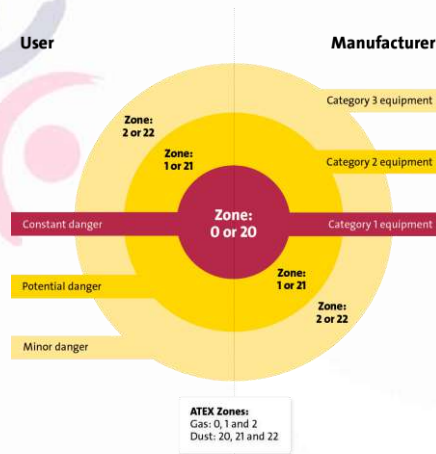 User
Manufacturer
Category 3 equipment
Zone:
2 or 22
Zone:
1 or 21
Category 2 equipment
Constant danger
Zone:
0 or 20
Category 1 equipment
Potential danger
Zone:
1 or 21
Zone:
2 or 22
Minor danger
ATEX Zones:
Gas: 0, 1 and 2
Dust: 20, 21 and 22